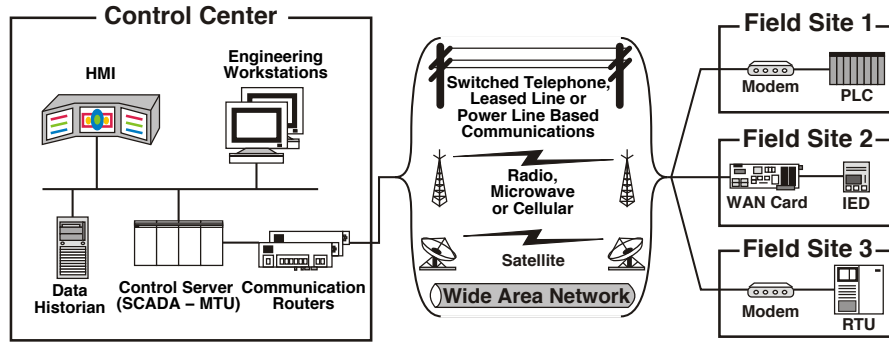 Control Center
HMI
Engineering
Workstations
Data
Historian
Control Server
(SCADA – MTU)
Communication
Routers
Switched Telephone,
Leased Line or
Power Line Based
Communications
Radio,
Microwave
or Cellular
Satellite
Wide Area Network
Field Site 1
Modem
PLC
Field Site 2
WAN Card
IED
Field Site 3
Modem
RTU